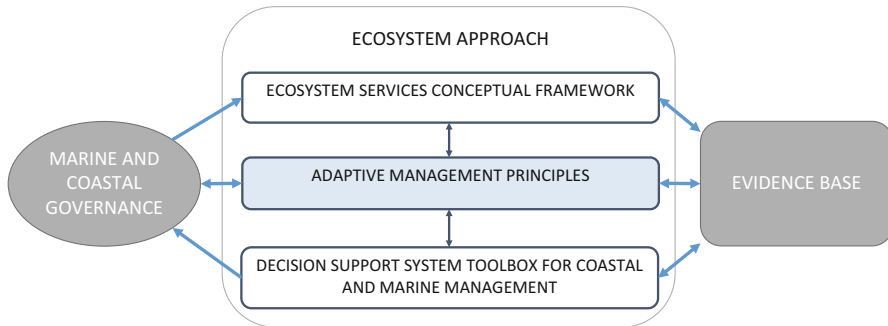 ECOSYSTEM APPROACH
ECOSYSTEM SERVICES CONCEPTUAL FRAMEWORK
MARINE AND
COASTAL
GOVERNANCE
ADAPTIVE MANAGEMENT PRINCIPLES
EVIDENCE BASE
DECISION SUPPORT SYSTEM TOOLBOX FOR COASTAL
AND MARINE MANAGEMENT